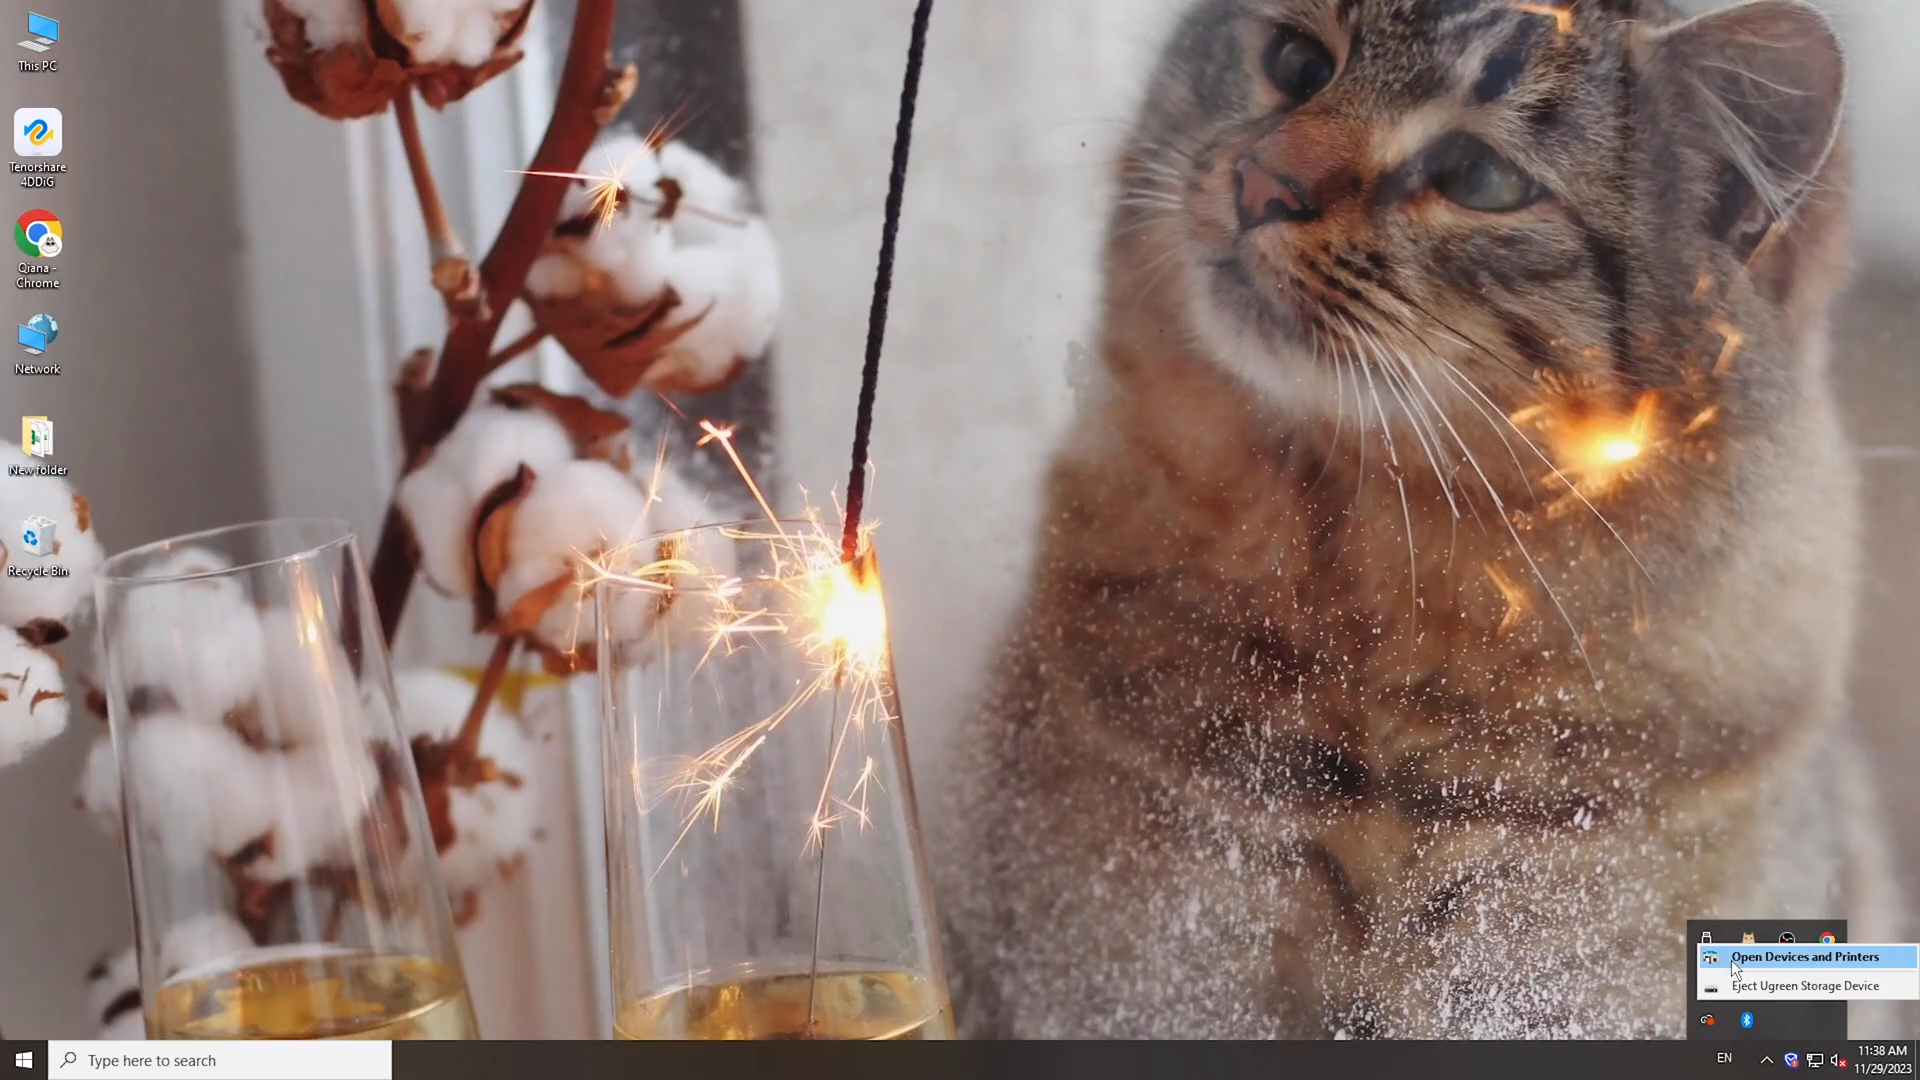 This PC
Tenorshare
4DDiG
Qiana -
Chrome
Network
New folder
Recycle Bin
Open Devices and Printers
Eject Ugreen Storage Device
Type here to search
EN
11:38 AM
11/29/2023